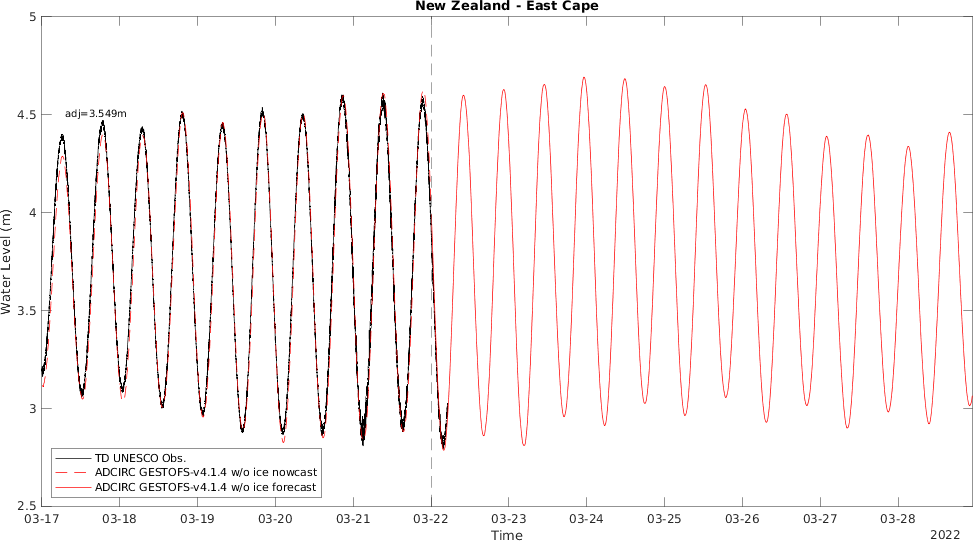 New Zealand - East Cape
5
4.5
4
3.5
3
2.5
Water Level (m)
adj=3.549m
TD UNESCO Obs.
ADCIRC GESTOFS-v4.1.4 w/o ice nowcast
ADCIRC GESTOFS-v4.1.4 w/o ice forecast
03-17 03-18 03-19 03-20 03-21 03-22 03-23 03-24 03-25 03-26 03-27 03-28
Time
2022